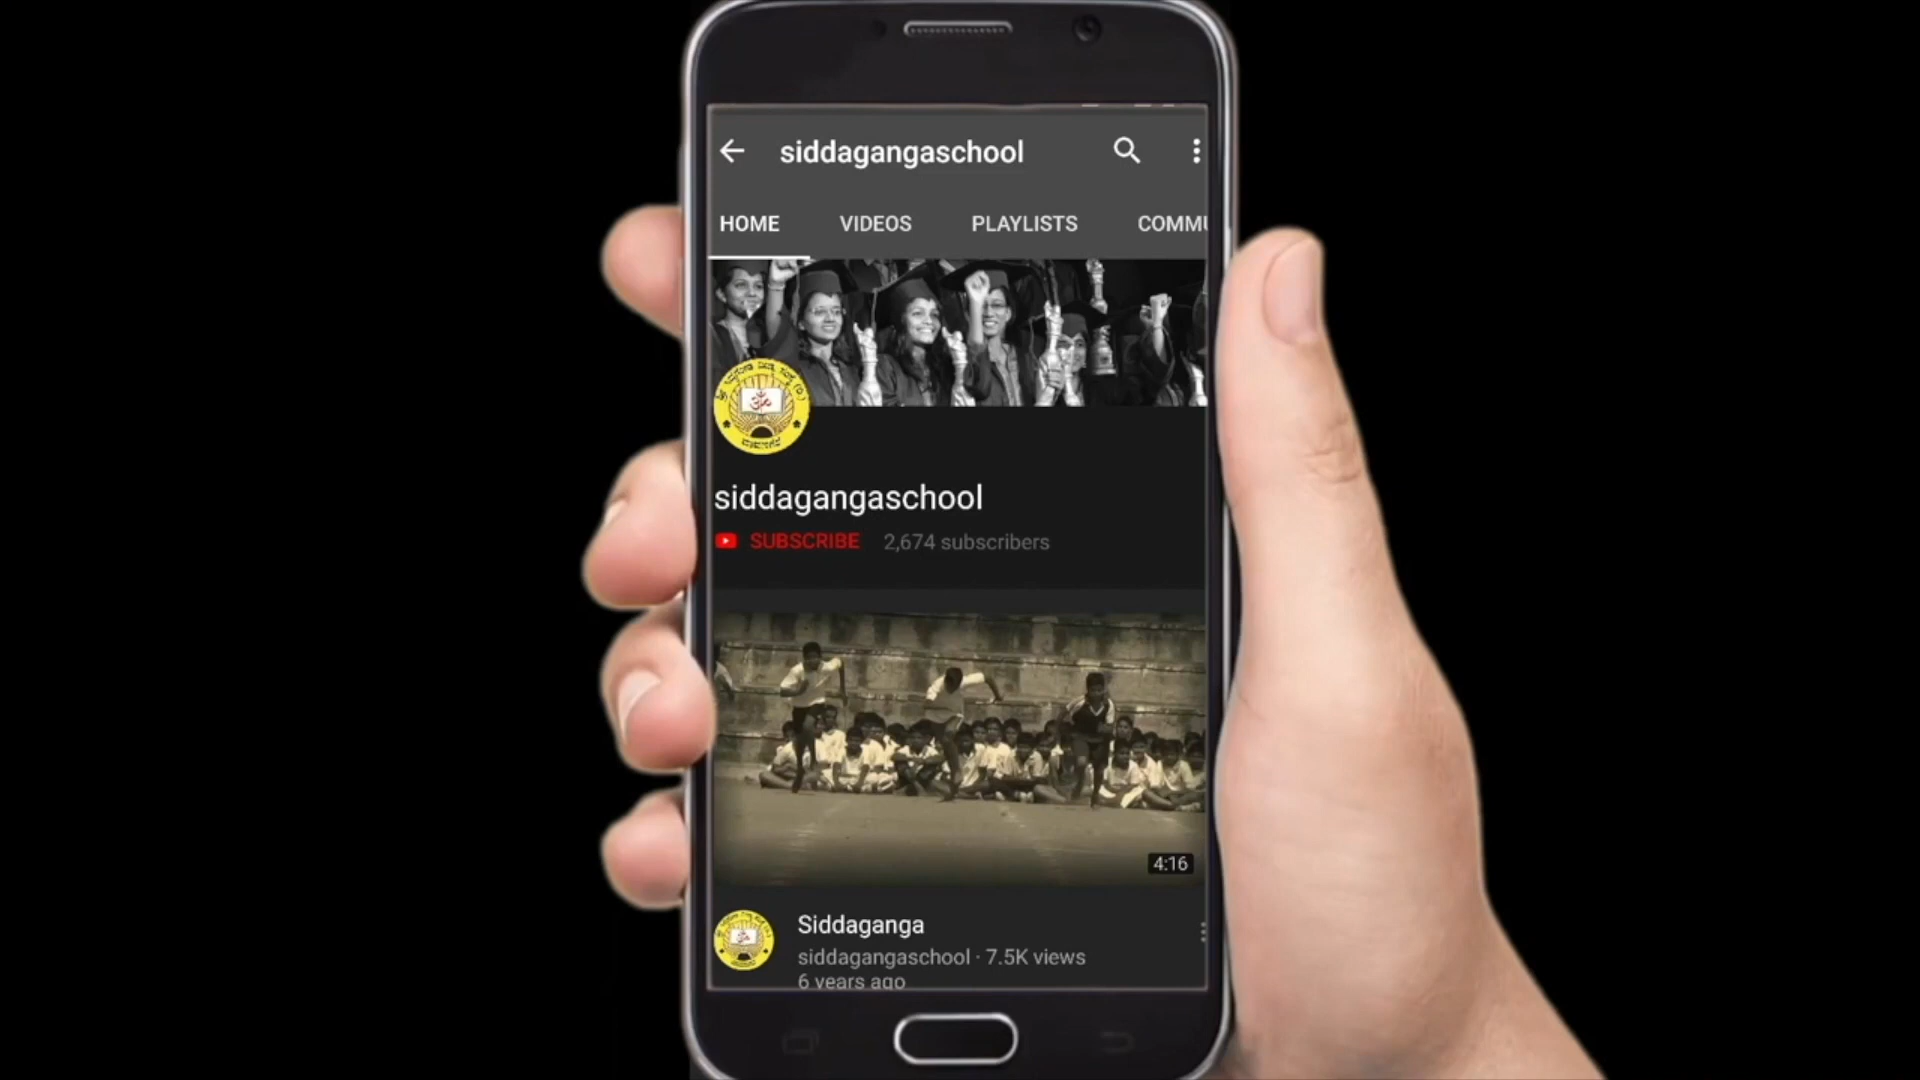 siddagangaschool
HOME VIDEOS PLAYLISTS COMMU
siddagangaschool
SUBSCRIBE 2,674 subscribers
4:16
Siddaganga
siddagangaschool · 7.5K views
6 years ago